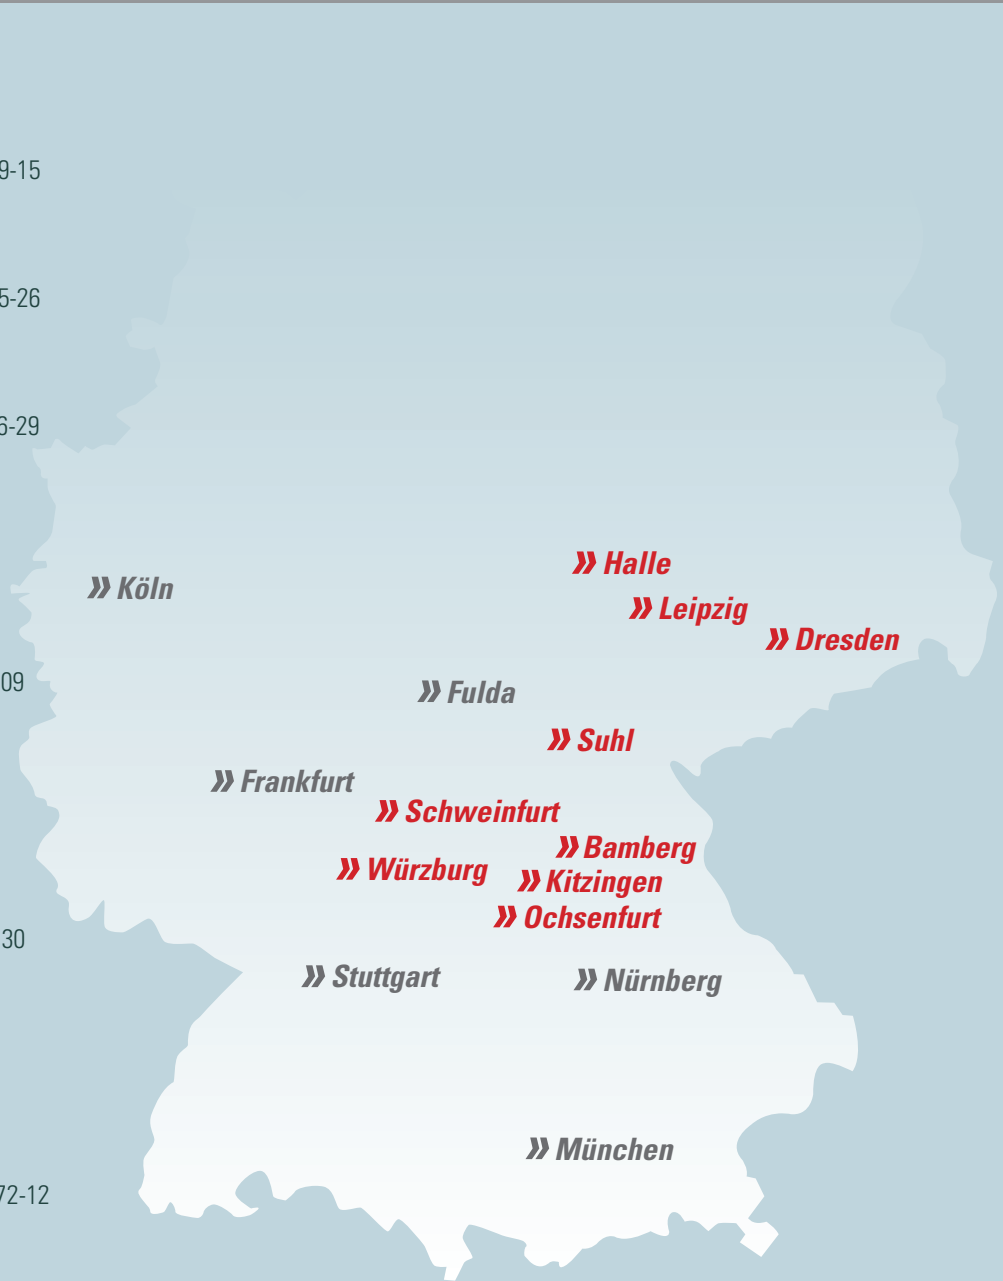 9-15
5-26
6-29
» Halle
» Köln
» Leipzig
» Dresden
09
» Fulda
» Suhl
» Frankfurt
» Schweinfurt
» Bamberg
» Würzburg
» Kitzingen
» Ochsenfurt
30
» Stuttgart
» Nürnberg
» München
72-12